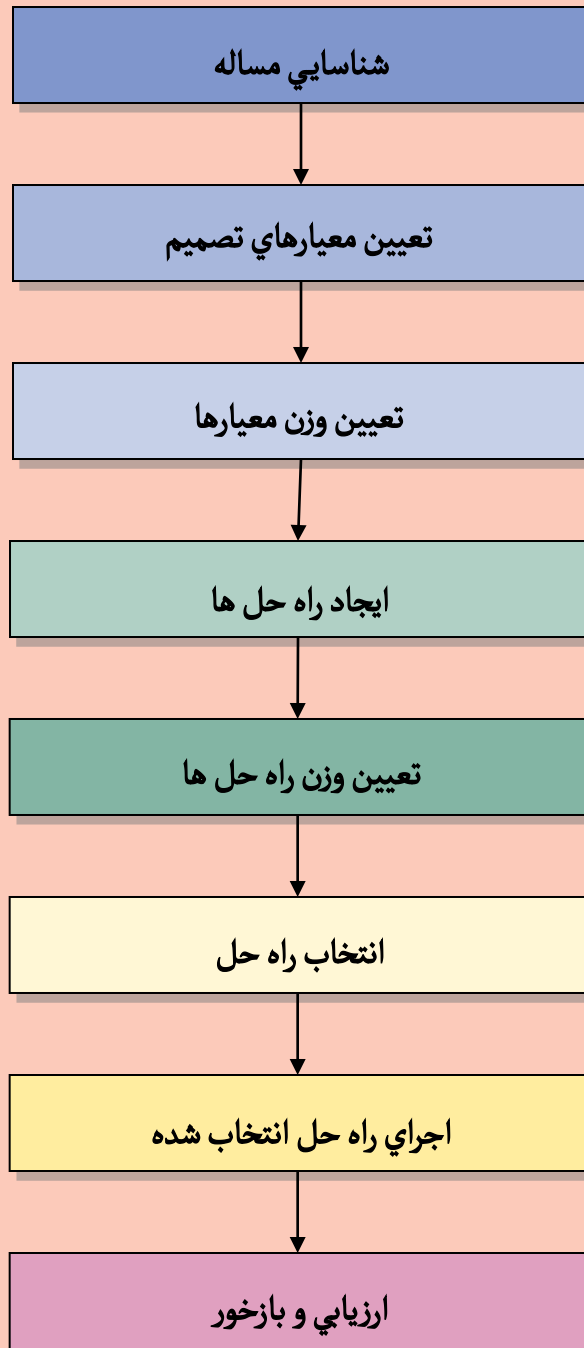 شناسايي مساله
تعيين معيارهاي تصميم
تعيين وزن معيارها
ايجاد راه حل ها
تعيين وزن راه حل ها
انتخاب راه حل
اجراي راه حل انتخاب شده
ارزيابي و بازخور